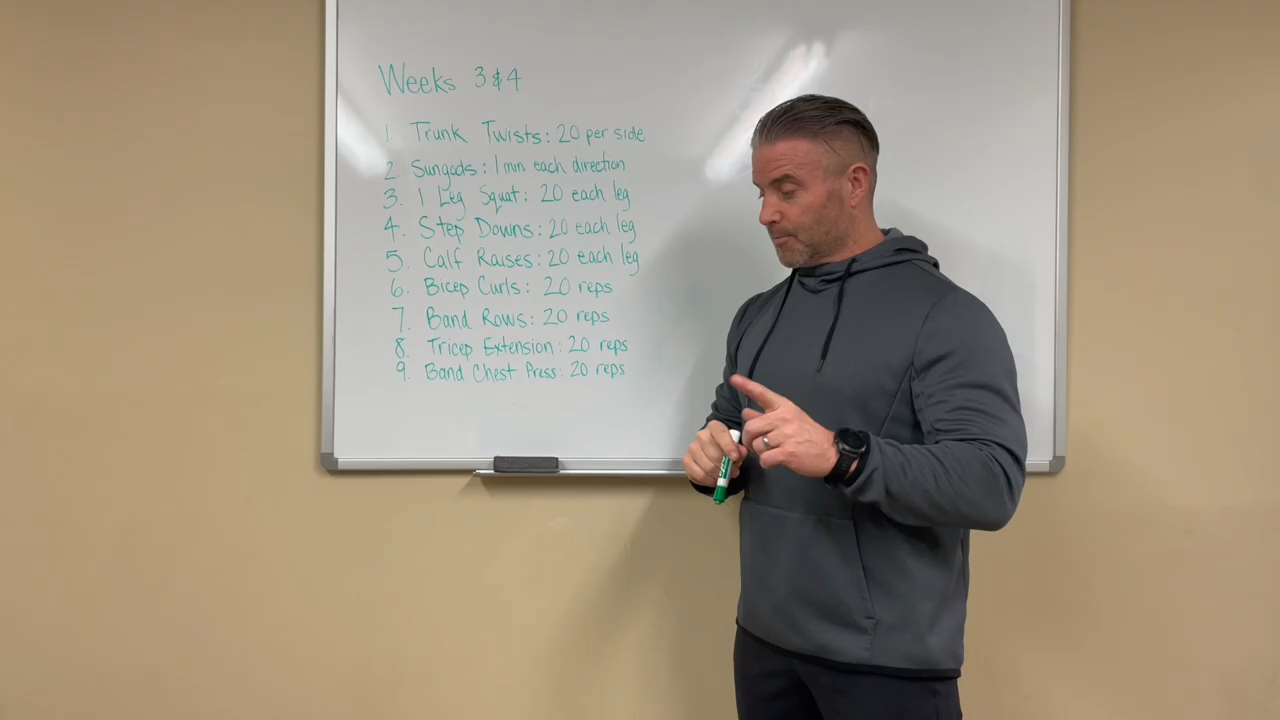 Weeks 3 & 4
1. Trunk Twists: 20 per side
2. Sungods: 1 min each direction
3. 1 Leg Squat: 20 each leg
4. Step Downs: 20 each leg
5. Calf Raises: 20 each leg
6. Bicep Curls: 20 reps
7. Band Rows: 20 reps
8. Tricep Extension: 20 reps
9. Band Chest Press: 20 reps